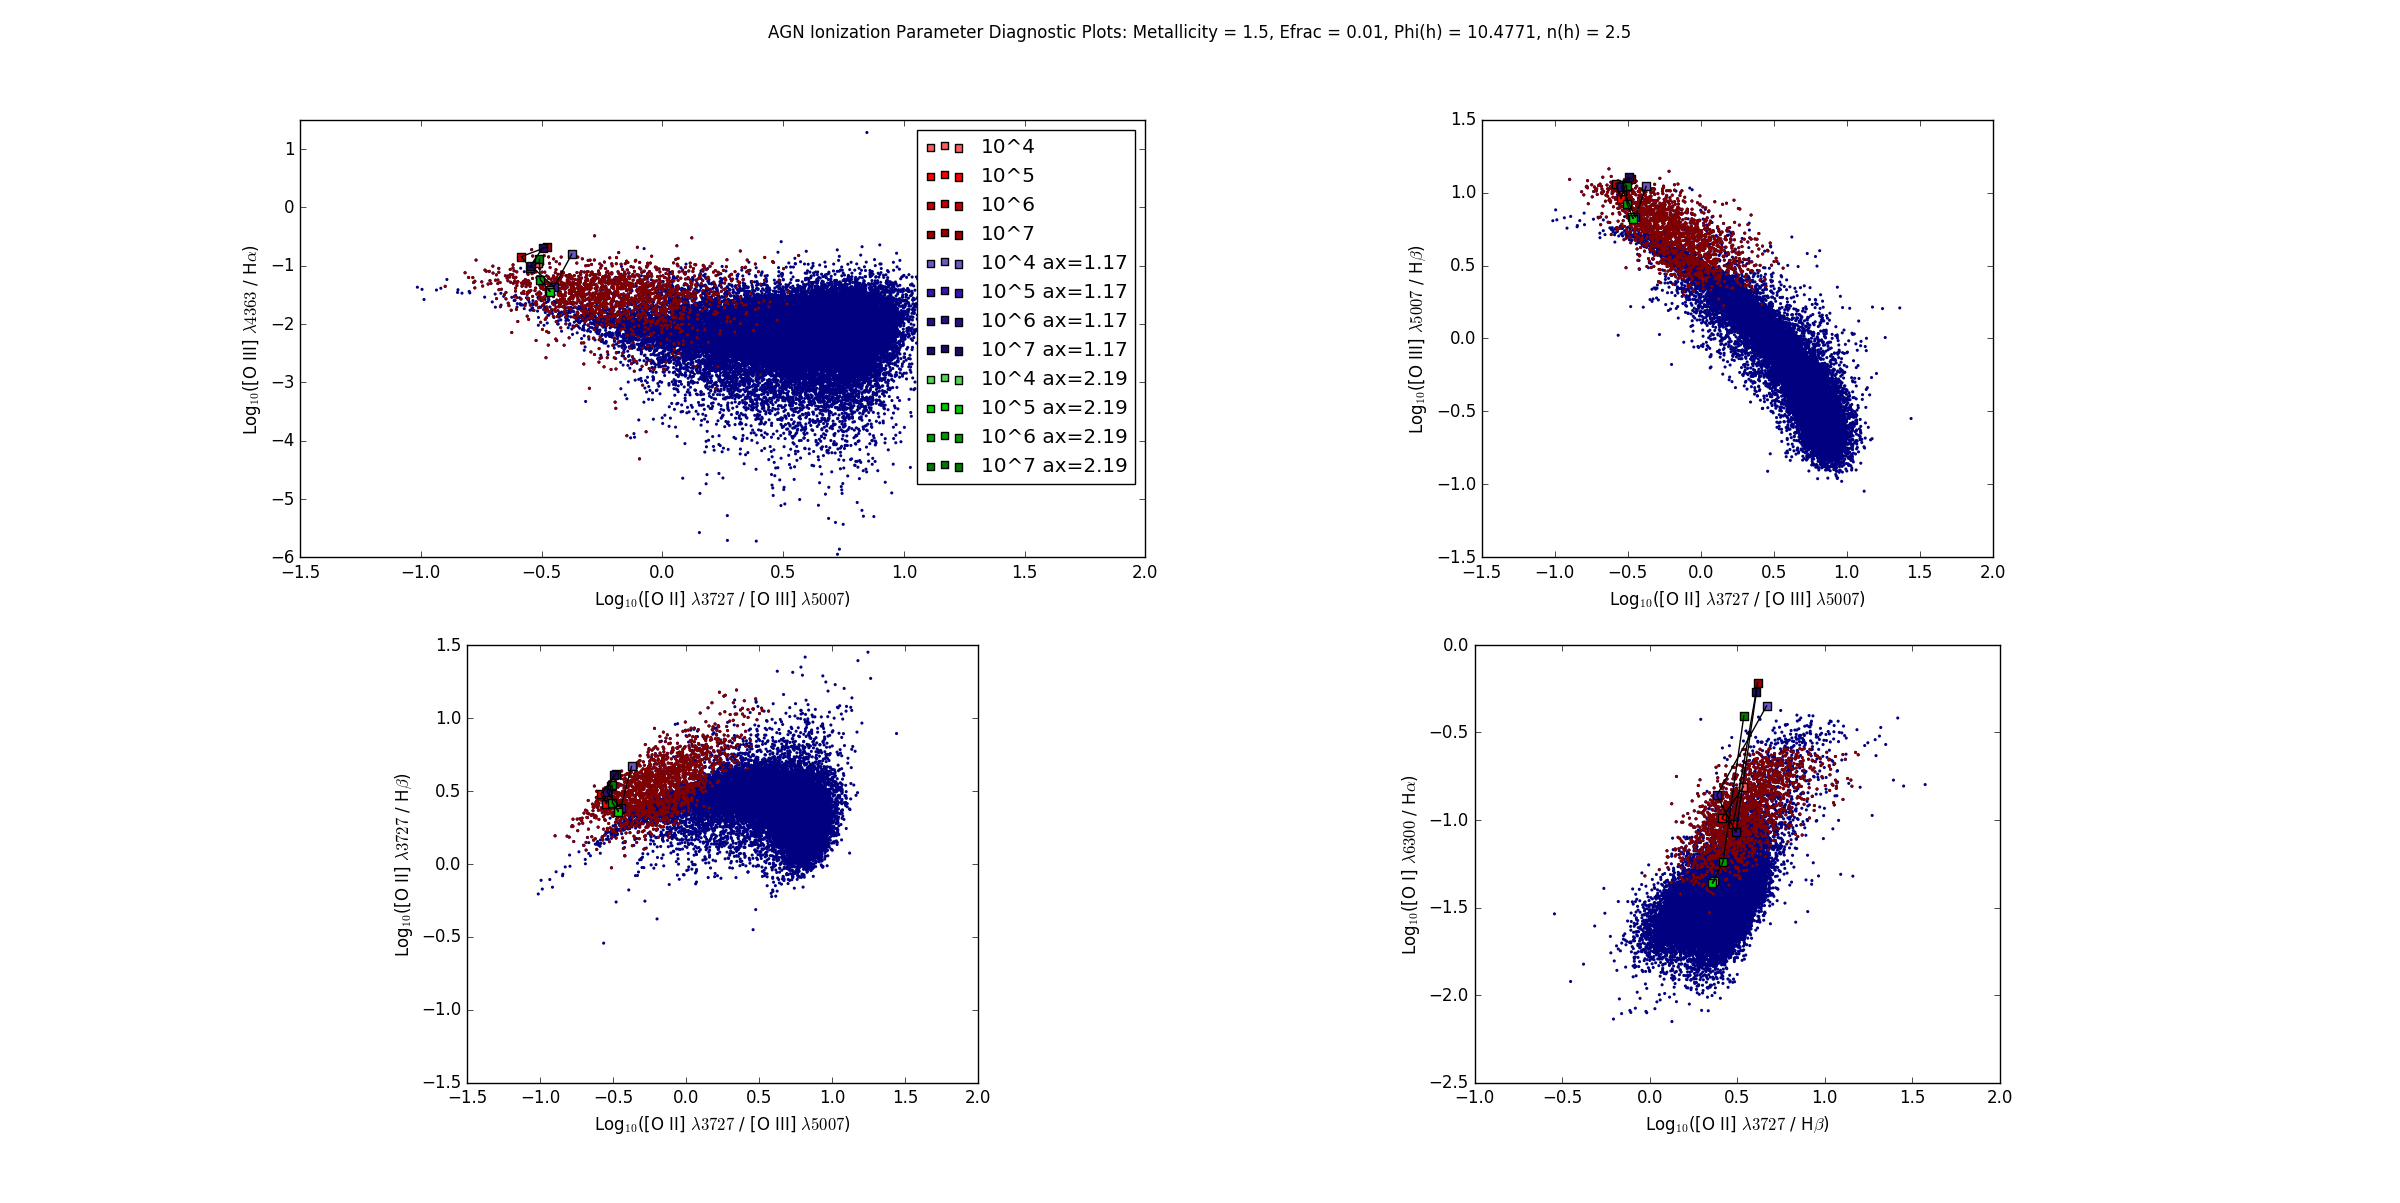 AGN Ionization Parameter Diagnostic Plots: Metallicity = 1.5, Efrac = 0.01, Phi(h) = 10.4771, n(h) = 2.5
1
0
−1
−2
−3
−4
−5
−6
Log10([O III] λ4363 / Hα)
10^4
10^5
10^6
10^7
10^4 ax=1.17
10^5 ax=1.17
10^6 ax=1.17
10^7 ax=1.17
10^4 ax=2.19
10^5 ax=2.19
10^6 ax=2.19
10^7 ax=2.19
−1.5 −1.0 −0.5 0.0 0.5 1.0 1.5 2.0
Log10([O II] λ3727 / [O III] λ5007)
1.5
1.0
0.5
0.0
−0.5
−1.0
−1.5
Log10([O III] λ5007 / Hβ)
−1.5 −1.0 −0.5 0.0 0.5 1.0 1.5 2.0
Log10([O II] λ3727 / [O III] λ5007)
1.5
1.0
0.5
0.0
−0.5
−1.0
−1.5
Log10([O II] λ3727 / Hβ)
−1.5 −1.0 −0.5 0.0 0.5 1.0 1.5 2.0
Log10([O II] λ3727 / [O III] λ5007)
0.0
−0.5
−1.0
−1.5
−2.0
−2.5
Log10([O I] λ6300 / Hα)
−1.0 −0.5 0.0 0.5 1.0 1.5 2.0
Log10([O II] λ3727 / Hβ)